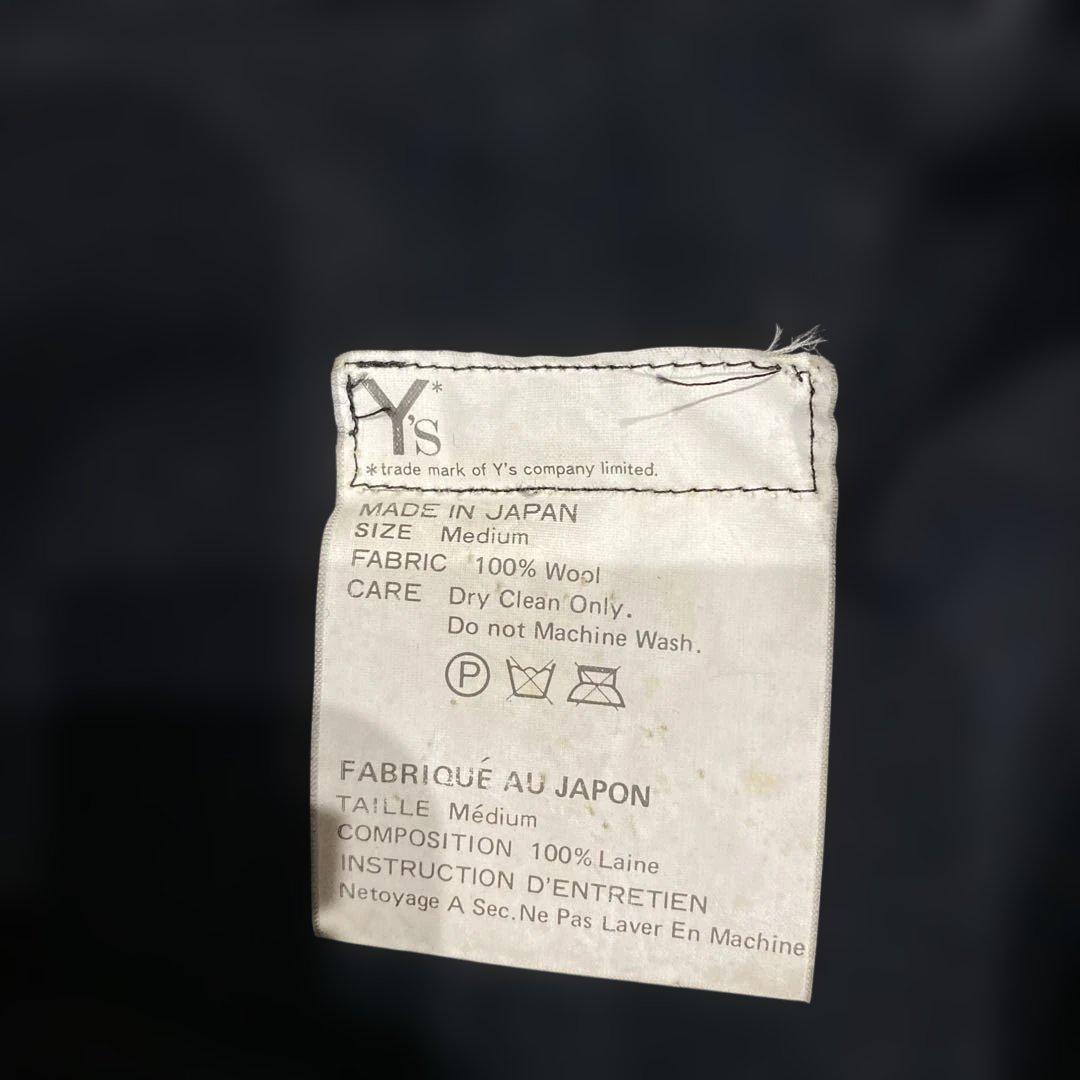 Y's*
*trade mark of Y's company limited.
MADE IN JAPAN
SIZE Medium
FABRIC 100% Wool
CARE Dry Clean Only.
Do not Machine Wash.
P
FABRIQUÉ AU JAPON
TAILLE Médium
COMPOSITION 100% Laine
INSTRUCTION D'ENTRETIEN
Netoyage A Sec. Ne Pas Laver En Machine